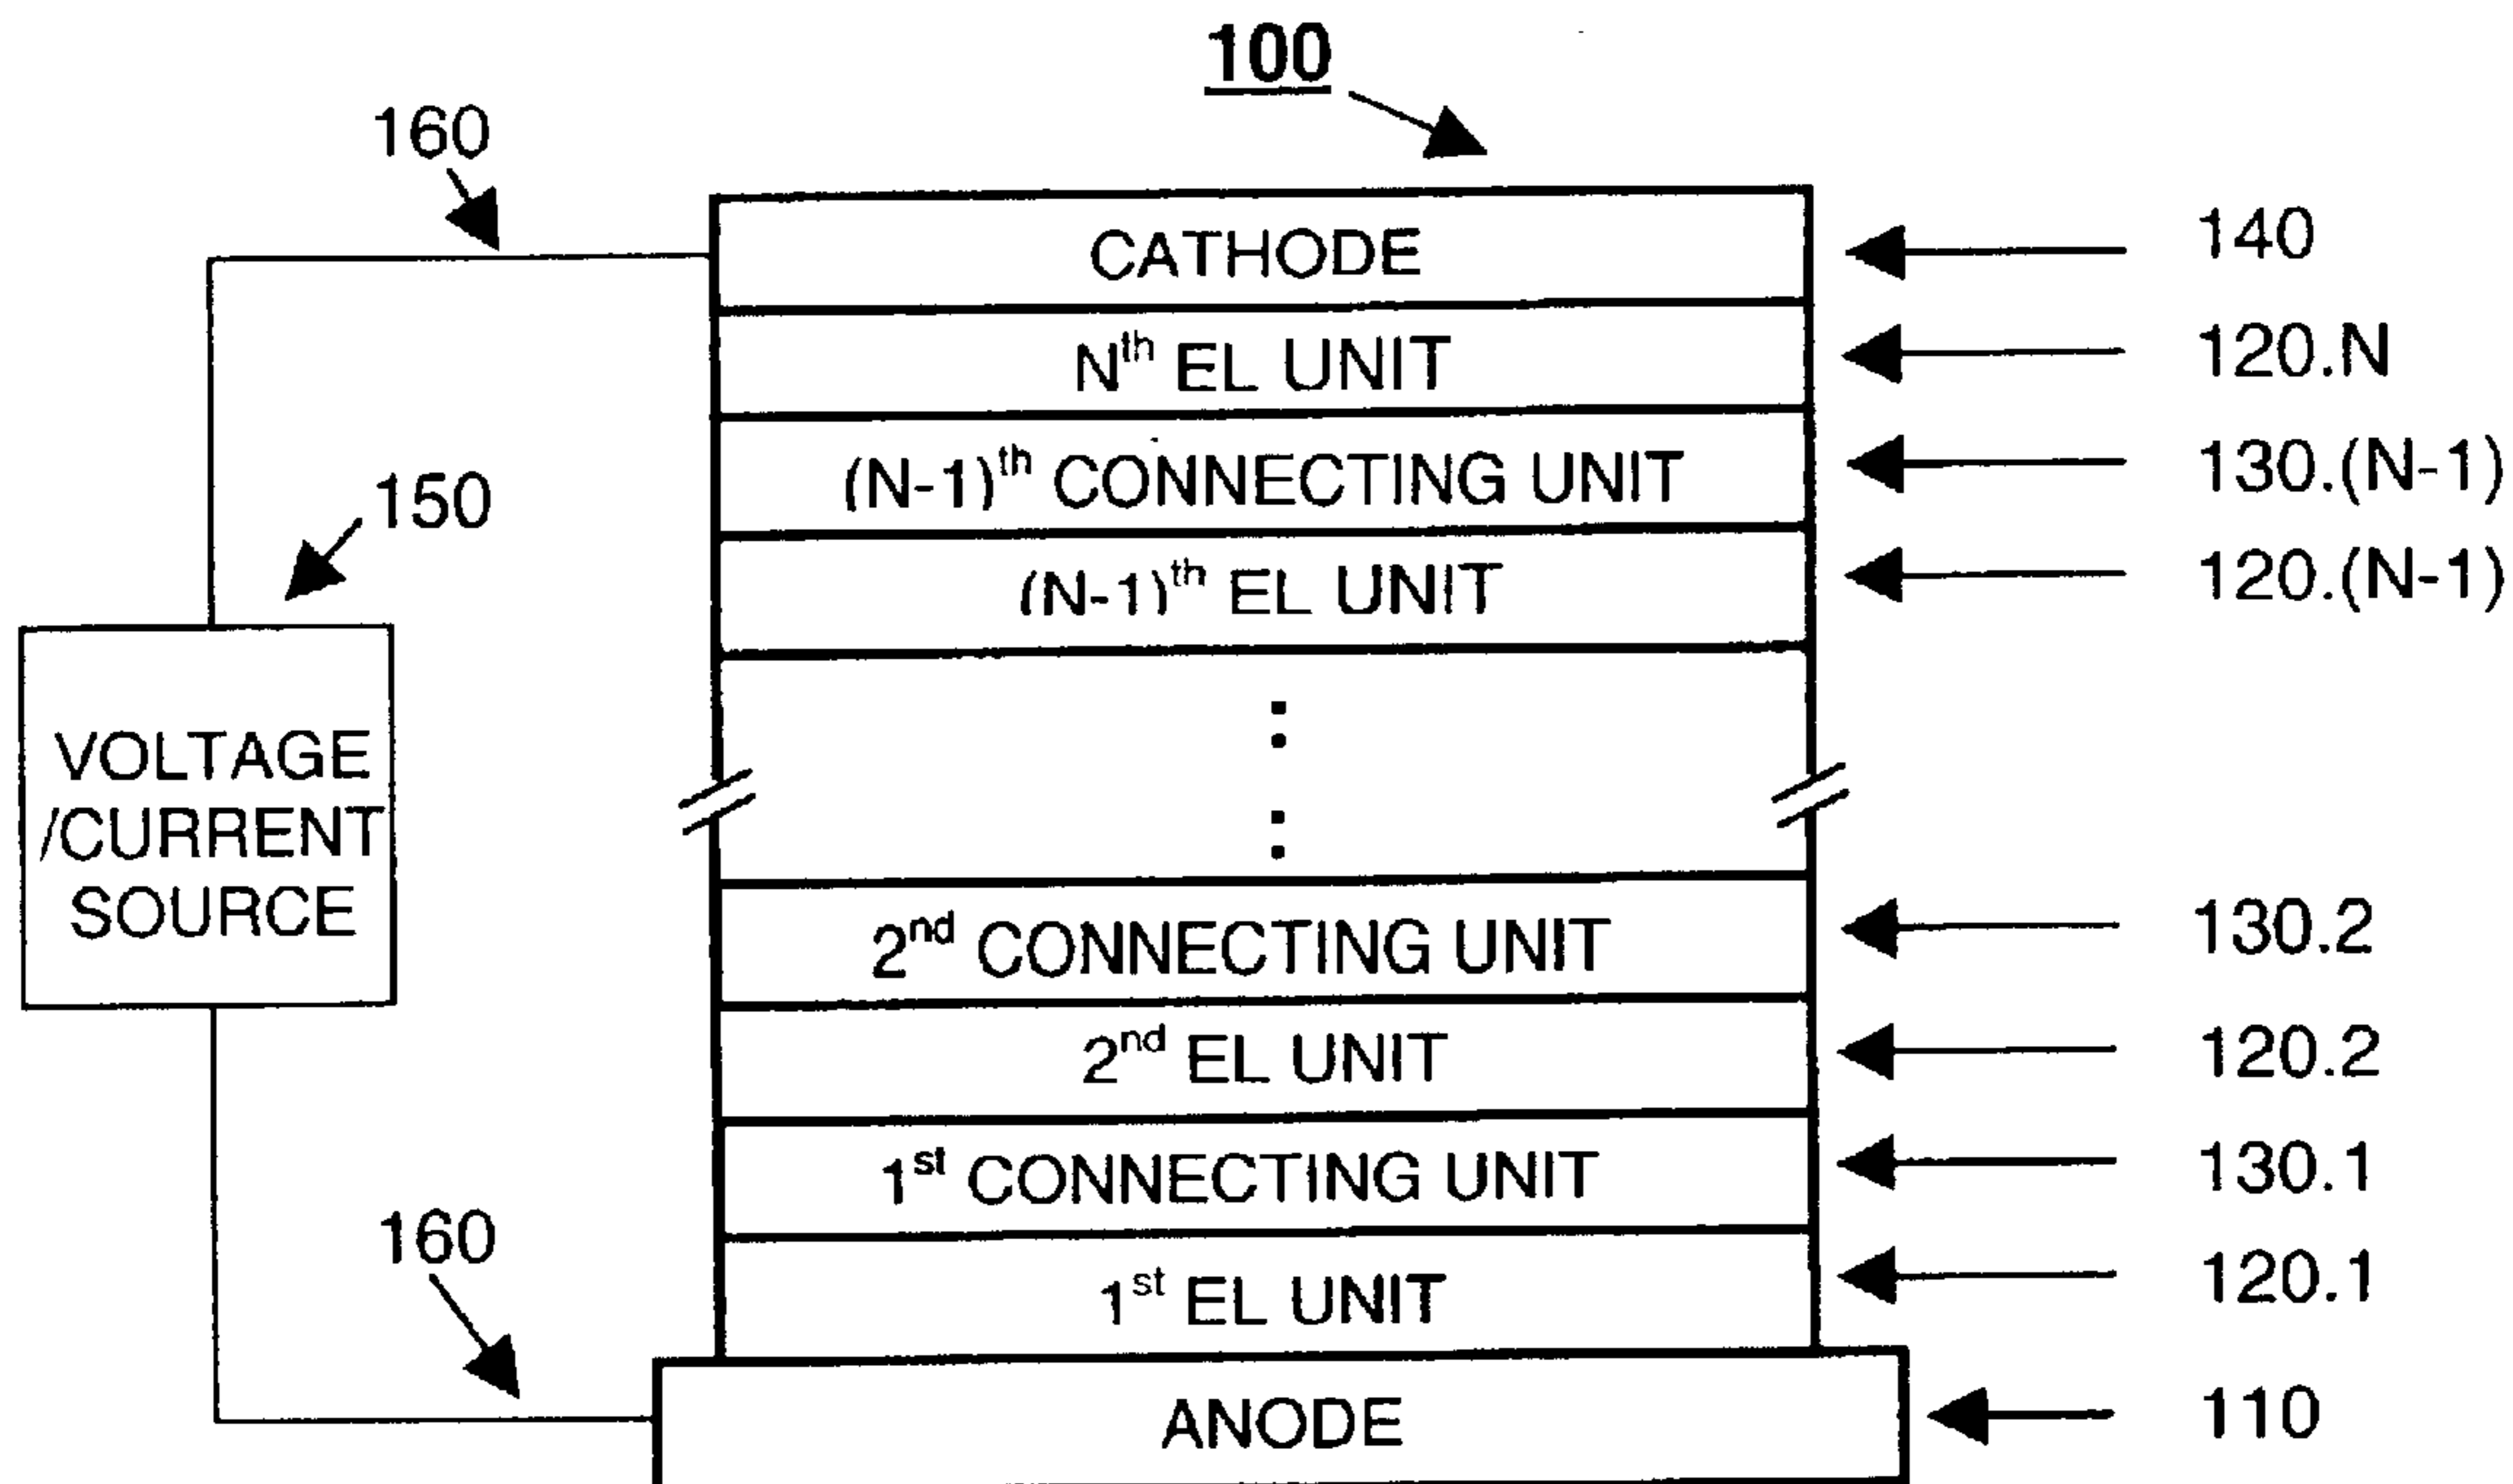 100
160
CATHODE
140
Nth EL UNIT
120.N
(N-1)th CONNECTING UNIT
130.(N-1)
150
(N-1)th EL UNIT
120.(N-1)
VOLTAGE
/CURRENT
SOURCE
:
:
2nd CONNECTING UNIT
130.2
2nd EL UNIT
120.2
1st CONNECTING UNIT
130.1
160
1st EL UNIT
120.1
ANODE
110